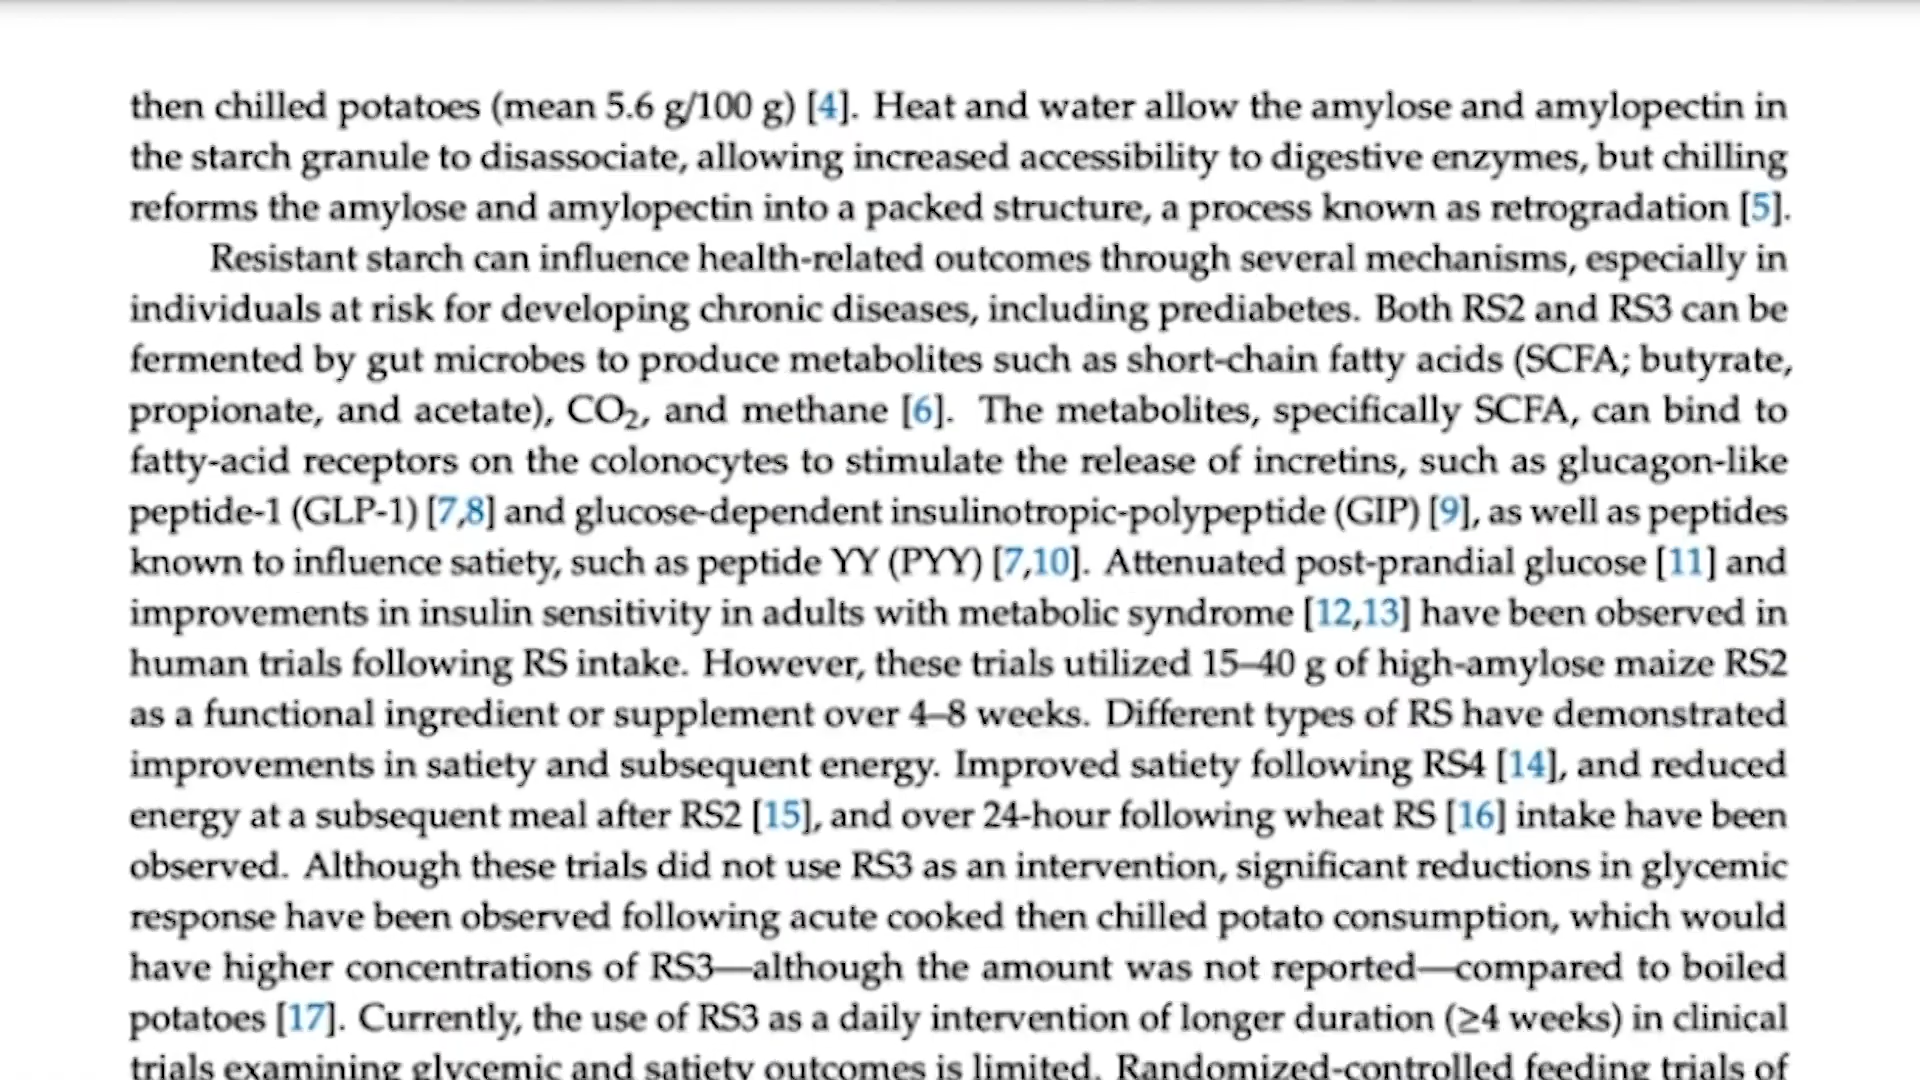 then chilled potatoes (mean 5.6 g/100 g) [4]. Heat and water allow the amylose and amylopectin in
the starch granule to disassociate, allowing increased accessibility to digestive enzymes, but chilling
reforms the amylose and amylopectin into a packed structure, a process known as retrogradation [5].
Resistant starch can influence health-related outcomes through several mechanisms, especially in
individuals at risk for developing chronic diseases, including prediabetes. Both RS2 and RS3 can be
fermented by gut microbes to produce metabolites such as short-chain fatty acids (SCFA; butyrate,
propionate, and acetate), CO₂, and methane [6]. The metabolites, specifically SCFA, can bind to
fatty-acid receptors on the colonocytes to stimulate the release of incretins, such as glucagon-like
peptide-1 (GLP-1) [7,8] and glucose-dependent insulinotropic-polypeptide (GIP) [9], as well as peptides
known to influence satiety, such as peptide YY (PYY) [7,10]. Attenuated post-prandial glucose [11] and
improvements in insulin sensitivity in adults with metabolic syndrome [12,13] have been observed in
human trials following RS intake. However, these trials utilized 15–40 g of high-amylose maize RS2
as a functional ingredient or supplement over 4–8 weeks. Different types of RS have demonstrated
improvements in satiety and subsequent energy. Improved satiety following RS4 [14], and reduced
energy at a subsequent meal after RS2 [15], and over 24-hour following wheat RS [16] intake have been
observed. Although these trials did not use RS3 as an intervention, significant reductions in glycemic
response have been observed following acute cooked then chilled potato consumption, which would
have higher concentrations of RS3—although the amount was not reported—compared to boiled
potatoes [17]. Currently, the use of RS3 as a daily intervention of longer duration (≥4 weeks) in clinical
trials examining glycemic and satiety outcomes is limited. Randomized-controlled feeding trials of